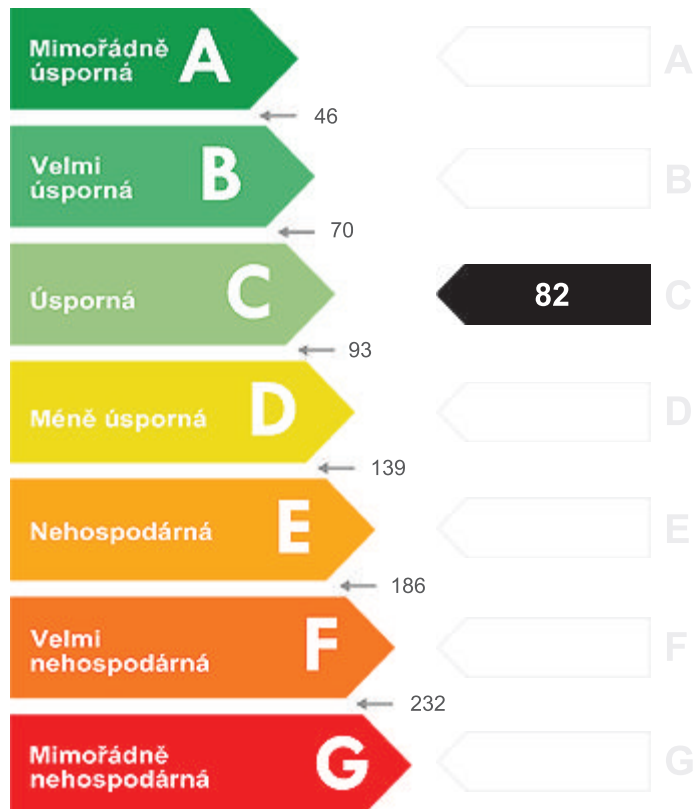 Mimořádně
úsporná
A
A
46
Velmi
úsporná
B
B
70
Úsporná
C
82
C
93
Méně úsporná
D
D
139
Nehospodárná
E
E
186
Velmi
nehospodárná
F
F
232
Mimořádně
nehospodárná
G
G